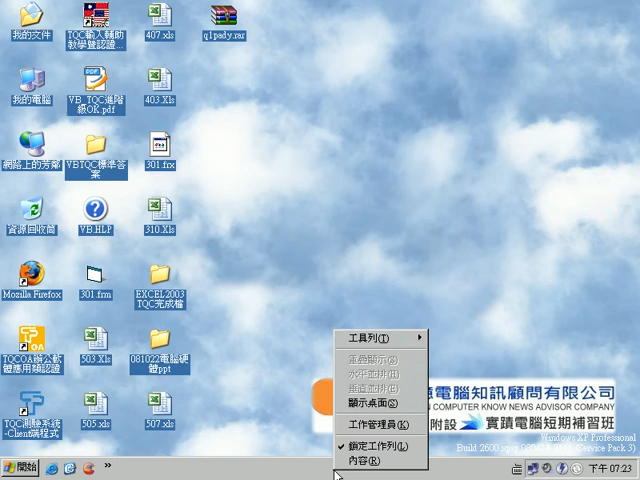 我的文件
TQC輸入輔助
教學暨認證...
407.xls
q1pady.rar
我的電腦
VB_TQC進階
級OK.pdf
403.Xls
網路上的芳鄰
VBTQC標準答
案
301.frx
資源回收筒
VB.HLP
310.Xls
Mozilla Firefox
301.frm
EXCEL2003
TQC完成檔
TQCOA辦公軟
體應用類認證
503.Xls
081022電腦硬
體ppt
TQC測驗系統
-Client端程式
505.xls
507.xls
工具列(T)
重疊顯示(S)
水平並排(H)
垂直並排(E)
顯示桌面(S)
工作管理員(K)
鎖定工作列(L)
內容(R)
電腦知訊顧問有限公司
COMPUTER KNOW NEWS ADVISOR COMPANY
附設
實蹟電腦短期補習班
Windows XP Professional
Service Pack 3)
開始
下午 07:23